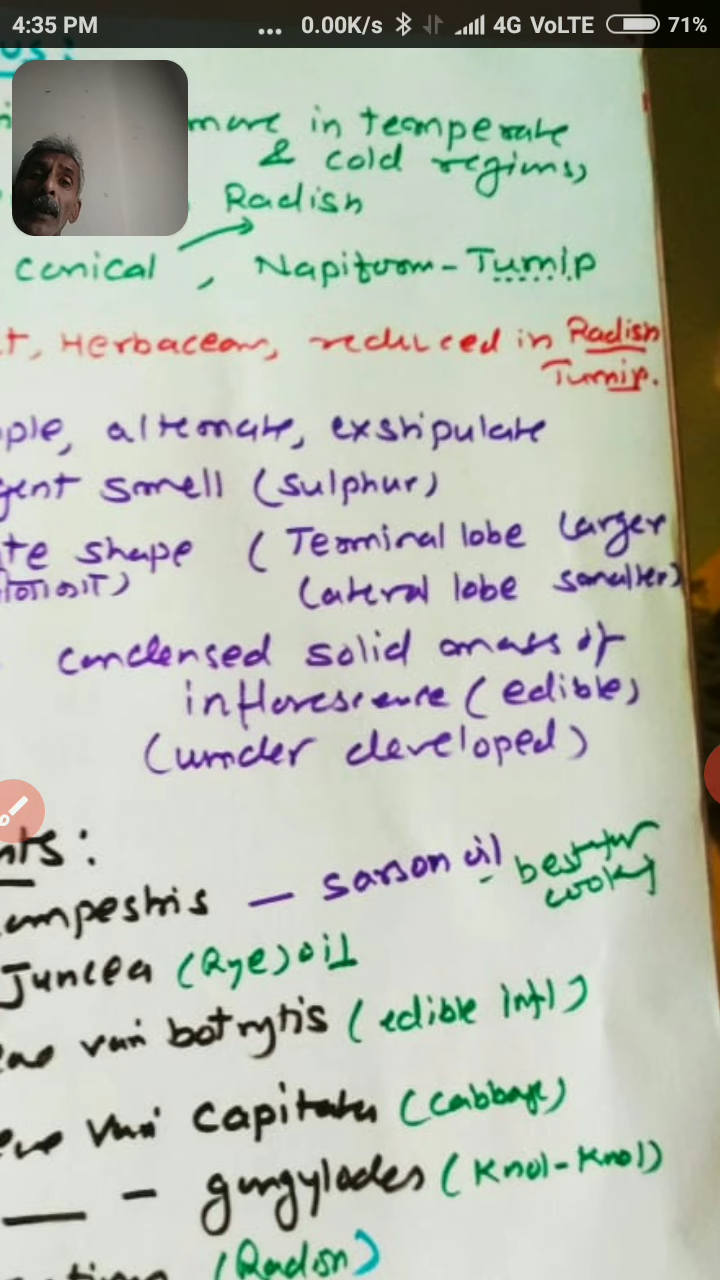 4:35 PM ... 0.00K/s 4G VoLTE 71%
more in temperate
& cold regions,
Radish
Conical , Napiform - Turnip
t, Herbaceous, reduced in Radish
Turnip.
ple, alternate, exstipulate
gent smell (sulphur)
te shape ( Terminal lobe larger
Lateral lobe smaller)
condensed solid mass of
inflorescence ( edible)
(under developed)
nts :
ampestris — sarson oil - best for
cooky
Juncea (Rye) oil
eae var botrytis ( edible infl )
var capitata (cabbage)
— - gongylodes ( Knol-Knol)
(Radish)